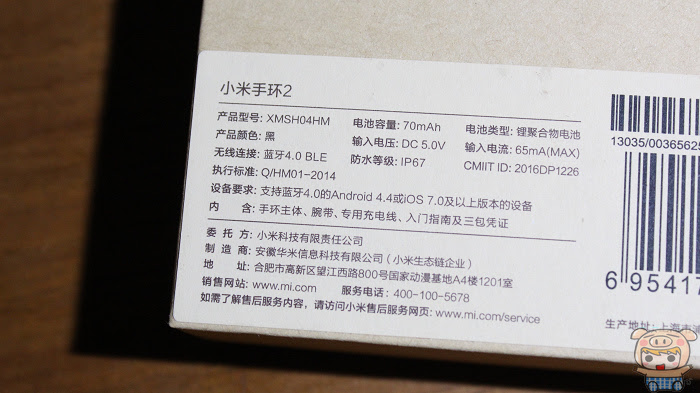 小米手环2
产品型号: XMSH04HM 电池容量: 70mAh 电池类型: 锂聚合物电池
产品颜色: 黑 输入电压: DC 5.0V 输入电流: 65mA(MAX)
无线连接: 蓝牙4.0 BLE 防水等级: IP67 CMIIT ID: 2016DP1226
执行标准: Q/HM01-2014
设备要求: 支持蓝牙4.0的Android 4.4或iOS 7.0及以上版本的设备
内 含: 手环主体、腕带、专用充电线、入门指南及三包凭证
委 托 方: 小米科技有限责任公司
制 造 商: 安徽华米信息科技有限公司（小米生态链企业）
地 址: 合肥市高新区望江西路800号国家动漫基地A4楼1201室
销售网站: www.mi.com 服务电话: 400-100-5678
如需了解售后服务内容，请访问小米售后服务网页: www.mi.com/service
13035/00365625
6 95417
生产地址: 上海市浦